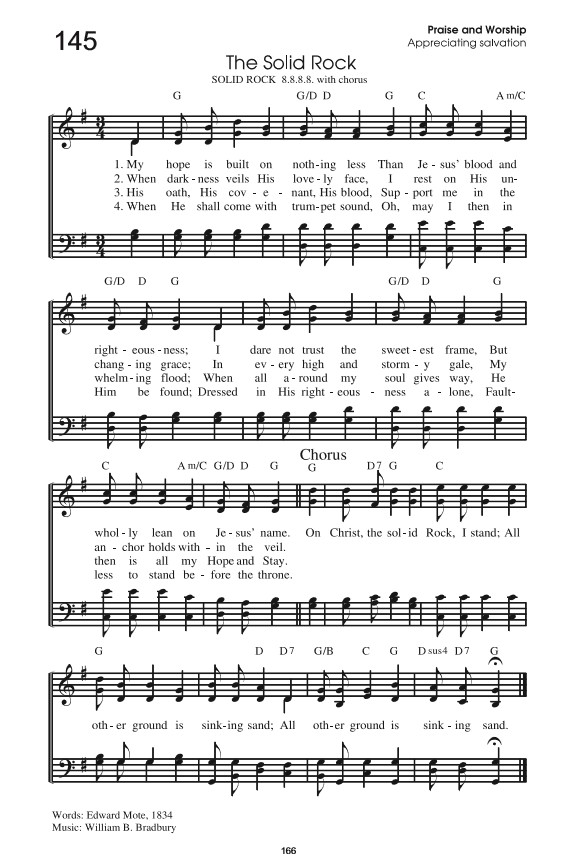 145
Praise and Worship
Appreciating salvation
The Solid Rock
SOLID ROCK 8.8.8.8. with chorus
G G/D D G C A m/C
1. My hope is built on noth - ing less Than Je - sus' blood and
2. When dark - ness veils His love - ly face, I rest on His un-
3. His oath, His cov - e - nant, His blood, Sup - port me in the
4. When He shall come with trum - pet sound, Oh, may I then in
G/D D G G/D D G
right - eous - ness; I dare not trust the sweet - est frame, But
chang - ing grace; In ev - ery high and storm - y gale, My
whelm - ing flood; When all a - round my soul gives way, He
Him be found; Dressed in His right - eous - ness a - lone, Fault-
Chorus
C A m/C G/D D G G D 7 G C
whol - ly lean on Je - sus' name. On Christ, the sol - id Rock, I stand; All
an - chor holds with - in the veil.
then is all my Hope and Stay.
less to stand be - fore the throne.
G D D 7 G/B C G D sus4 D 7 G
oth - er ground is sink - ing sand; All oth - er ground is sink - ing sand.
Words: Edward Mote, 1834
Music: William B. Bradbury
166